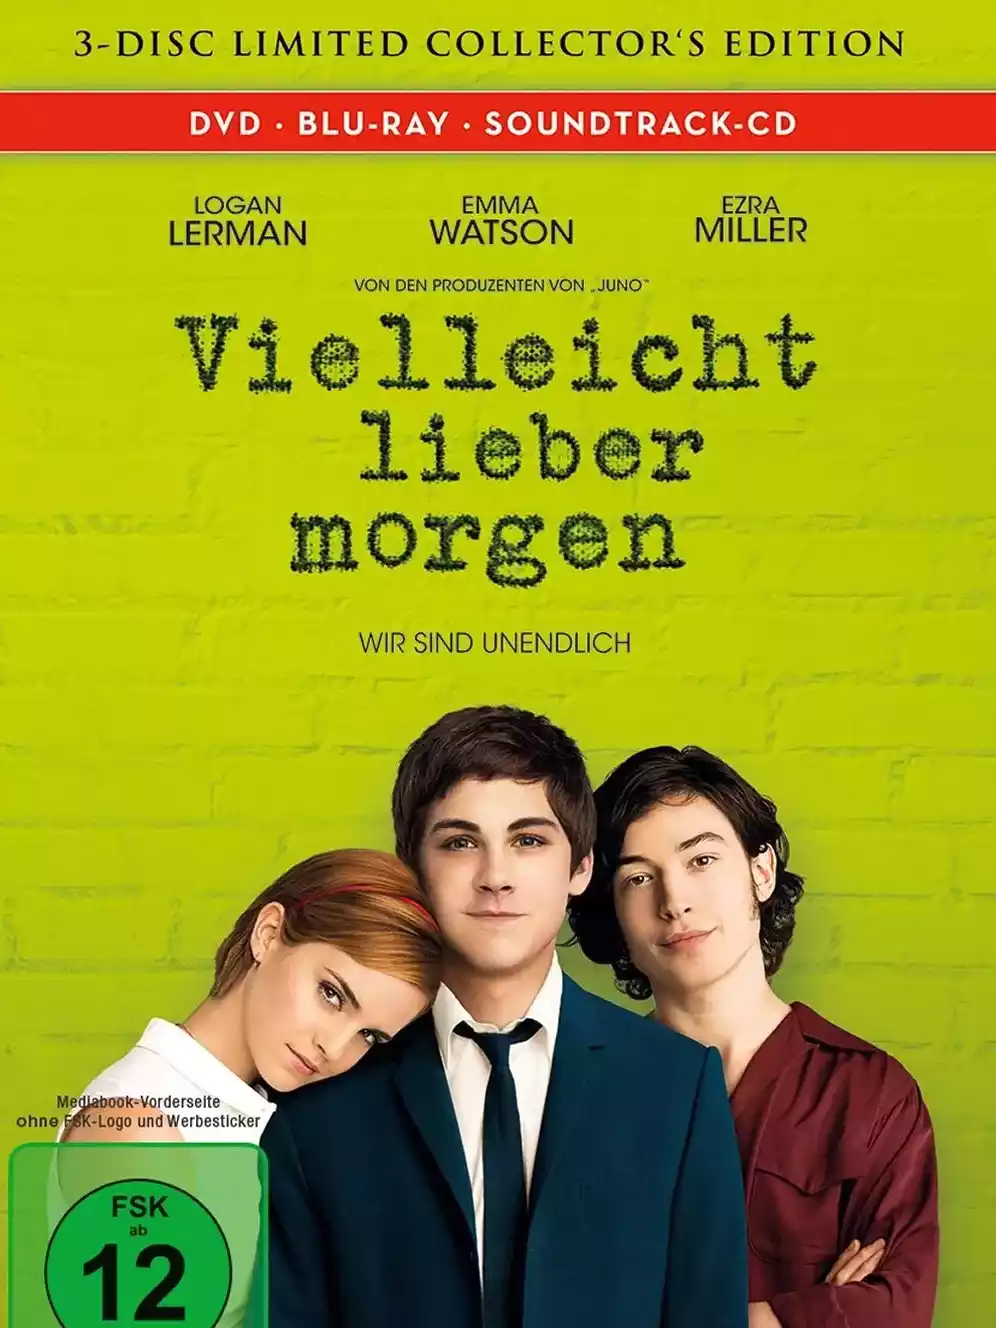 3-DISC LIMITED COLLECTOR'S EDITION
DVD · BLU-RAY · SOUNDTRACK-CD
LOGAN LERMAN
EMMA WATSON
EZRA MILLER
VON DEN PRODUZENTEN VON „JUNO“
Vielleicht
lieber
morgen
WIR SIND UNENDLICH
Mediabook-Vorderseite
ohne FSK-Logo und Werbesticker
FSK
ab
12